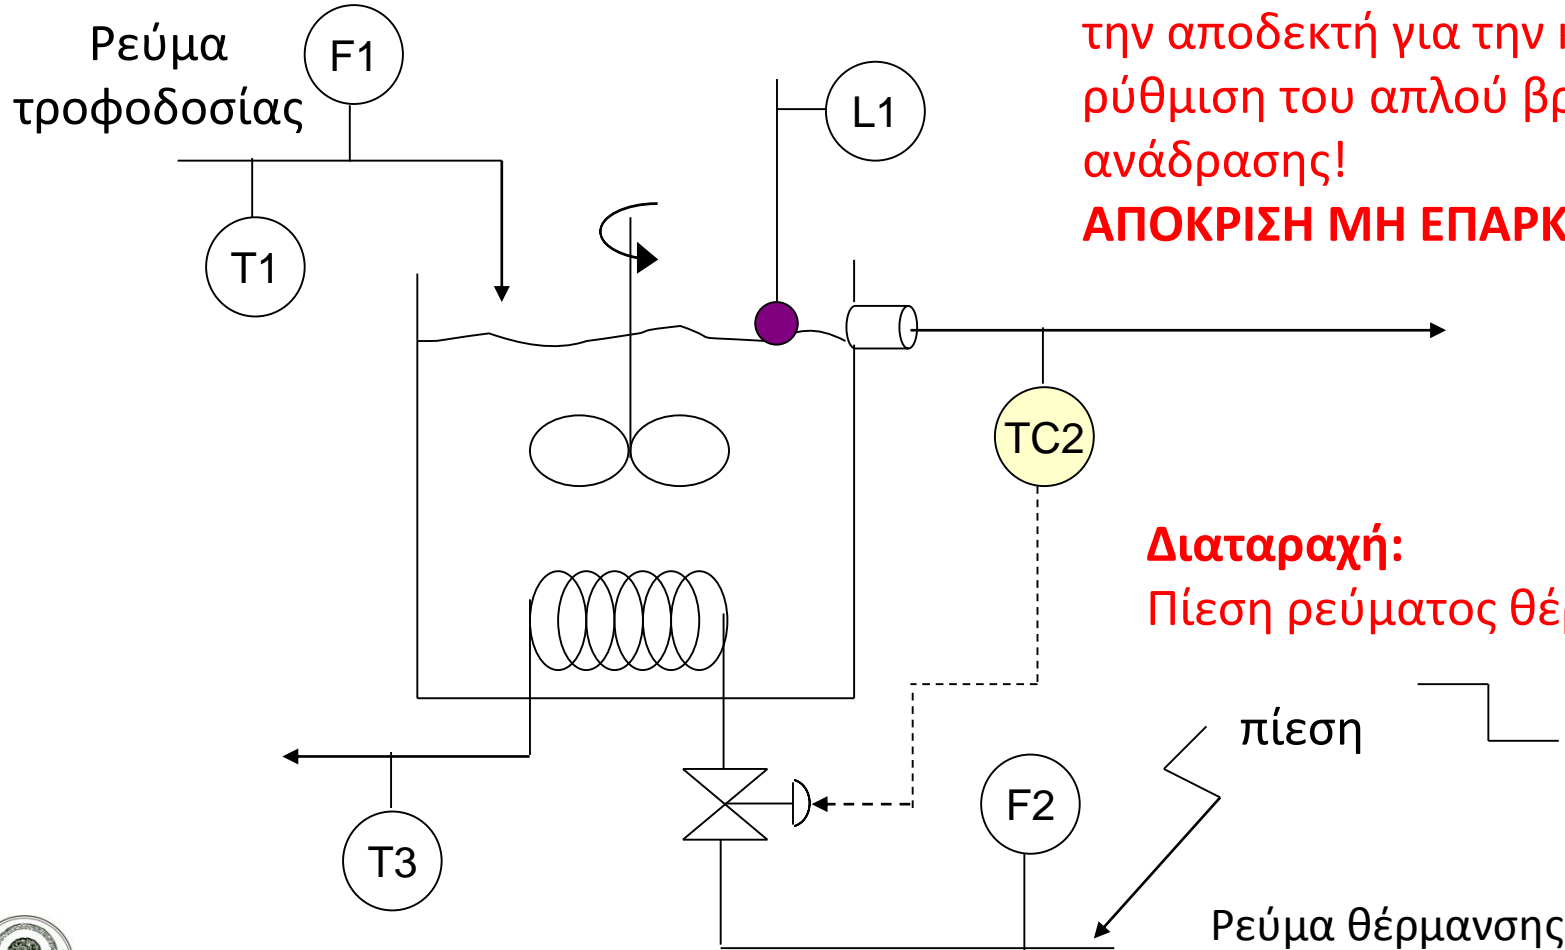 Ρεύμα
τροφοδοσίας
F1
T1
L1
την αποδεκτή για την
ρύθμιση του απλού
ανάδρασης!
ΑΠΟΚΡΙΣΗ ΜΗ
TC2
Διαταραχή:
Πίεση ρεύματος
πίεση
F2
T3
Ρεύμα θέρμανσης